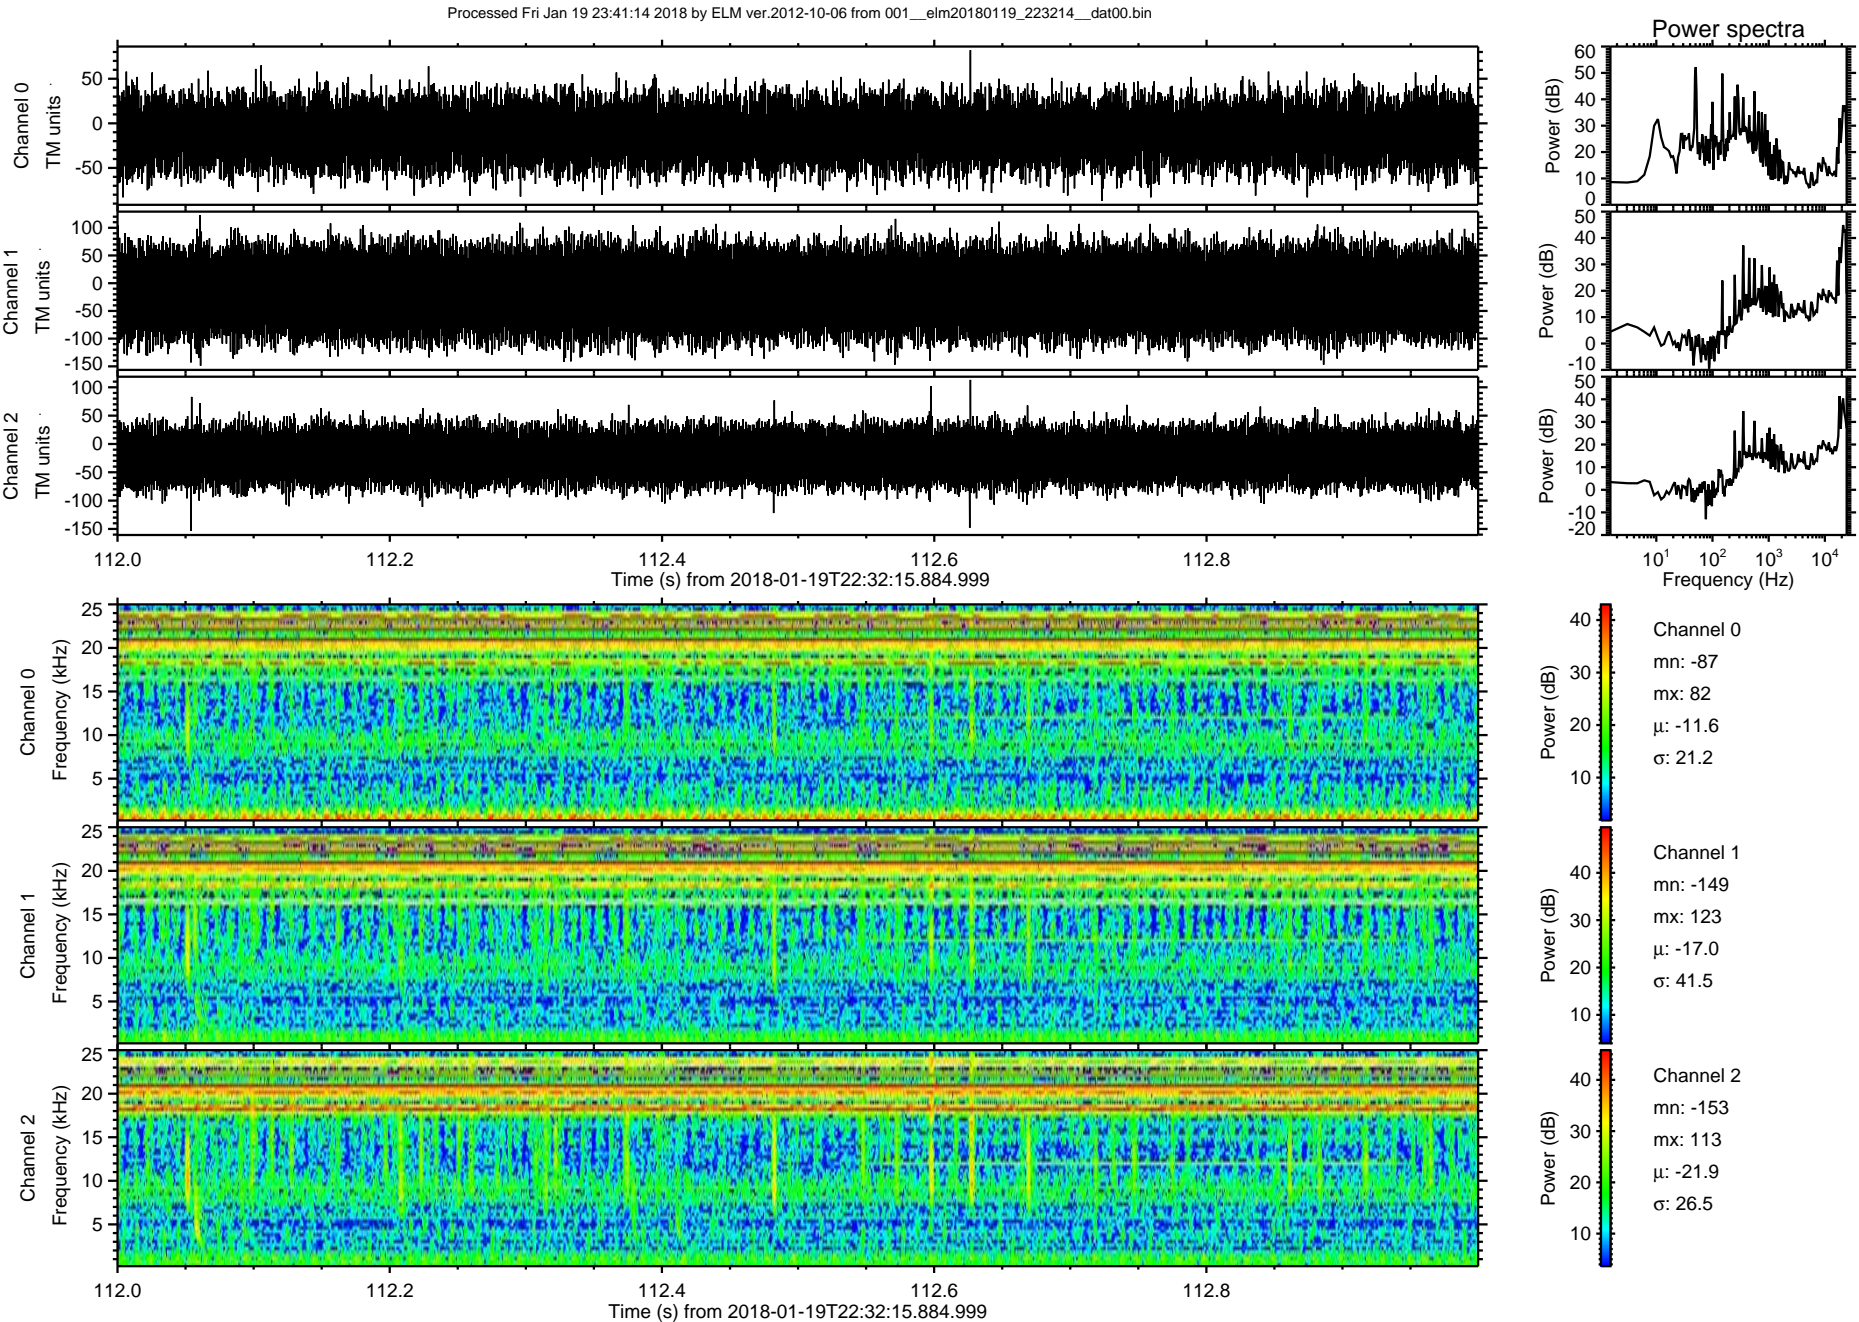 Processed Fri Jan 19 23:41:14 2018 by ELM ver.2012-10-06 from 001__elm20180119_223214__dat00.bin
Power spectra
Channel 0
TM units
50
0
-50
Power (dB)
60
50
40
30
20
10
0
Channel 1
TM units
100
50
0
-50
-100
-150
Power (dB)
50
40
30
20
10
0
-10
Channel 2
TM units
100
50
0
-50
-100
-150
Power (dB)
50
40
30
20
10
0
-10
-20
112.0 112.2 112.4 112.6 112.8
Time (s) from 2018-01-19T22:32:15.884.999
10^1 10^2 10^3 10^4
Frequency (Hz)
Channel 0
Frequency (kHz)
25
20
15
10
5
Power (dB)
40
30
20
10
Channel 0
mn: -87
mx: 82
μ: -11.6
σ: 21.2
Channel 1
Frequency (kHz)
25
20
15
10
5
Power (dB)
40
30
20
10
Channel 1
mn: -149
mx: 123
μ: -17.0
σ: 41.5
Channel 2
Frequency (kHz)
25
20
15
10
5
Power (dB)
40
30
20
10
Channel 2
mn: -153
mx: 113
μ: -21.9
σ: 26.5
112.0 112.2 112.4 112.6 112.8
Time (s) from 2018-01-19T22:32:15.884.999